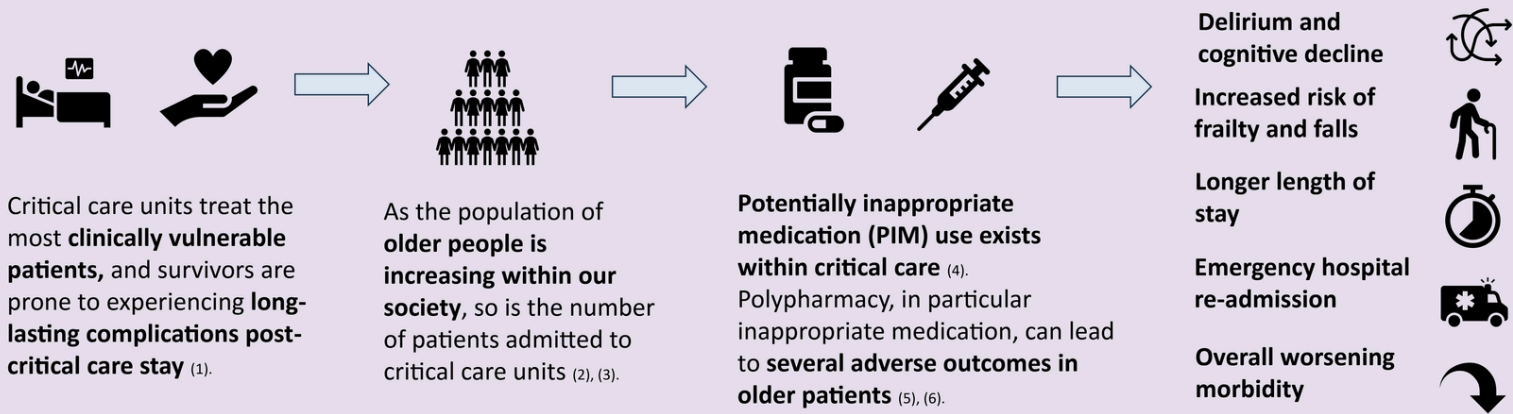 Critical care units treat the
most clinically vulnerable
patients, and survivors are
prone to experiencing long-
lasting complications post-
critical care stay (1).
As the population of
older people is
increasing within our
society, so is the number
of patients admitted to
critical care units (2), (3).
Potentially inappropriate
medication (PIM) use exists
within critical care (4).
Polypharmacy, in particular
inappropriate medication, can lead
to several adverse outcomes in
older patients (5), (6).
Delirium and
cognitive decline
Increased risk of
frailty and falls
Longer length of
stay
Emergency hospital
re-admission
Overall worsening
morbidity